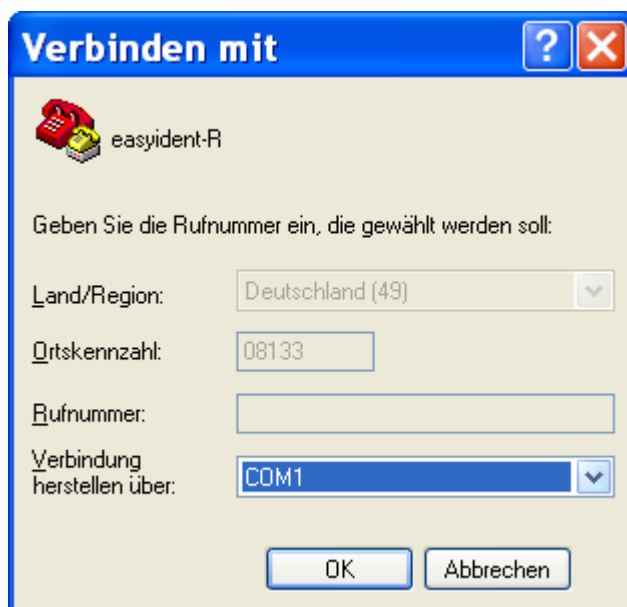 Verbinden mit
?
easyident-R
Geben Sie die Rufnummer ein, die gewählt werden soll:
Land/Region: Deutschland (49)
Ortskennzahl: 08133
Rufnummer:
Verbindung
herstellen über: COM1
OK Abbrechen